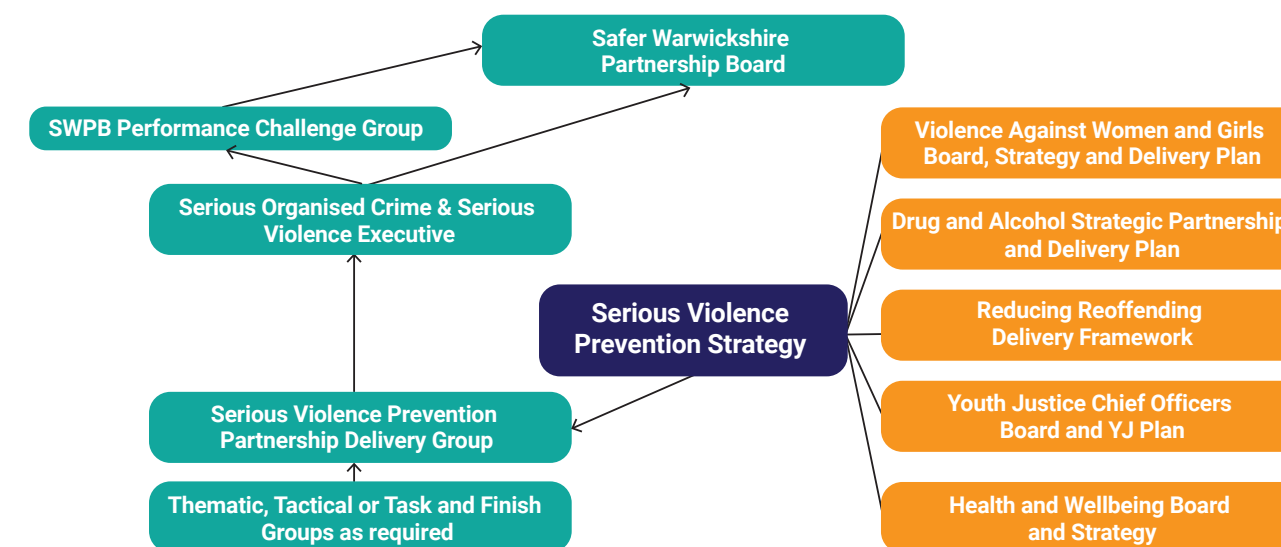 Safer Warwickshire
Partnership Board
SWPB Performance Challenge Group
Serious Organised Crime & Serious
Violence Executive
Serious Violence
Prevention Strategy
Serious Violence Prevention
Partnership Delivery Group
Thematic, Tactical or Task and Finish
Groups as required
Violence Against Women and Girls
Board, Strategy and Delivery Plan
Drug and Alcohol Strategic Partnership
and Delivery Plan
Reducing Reoffending
Delivery Framework
Youth Justice Chief Officers
Board and YJ Plan
Health and Wellbeing Board
and Strategy